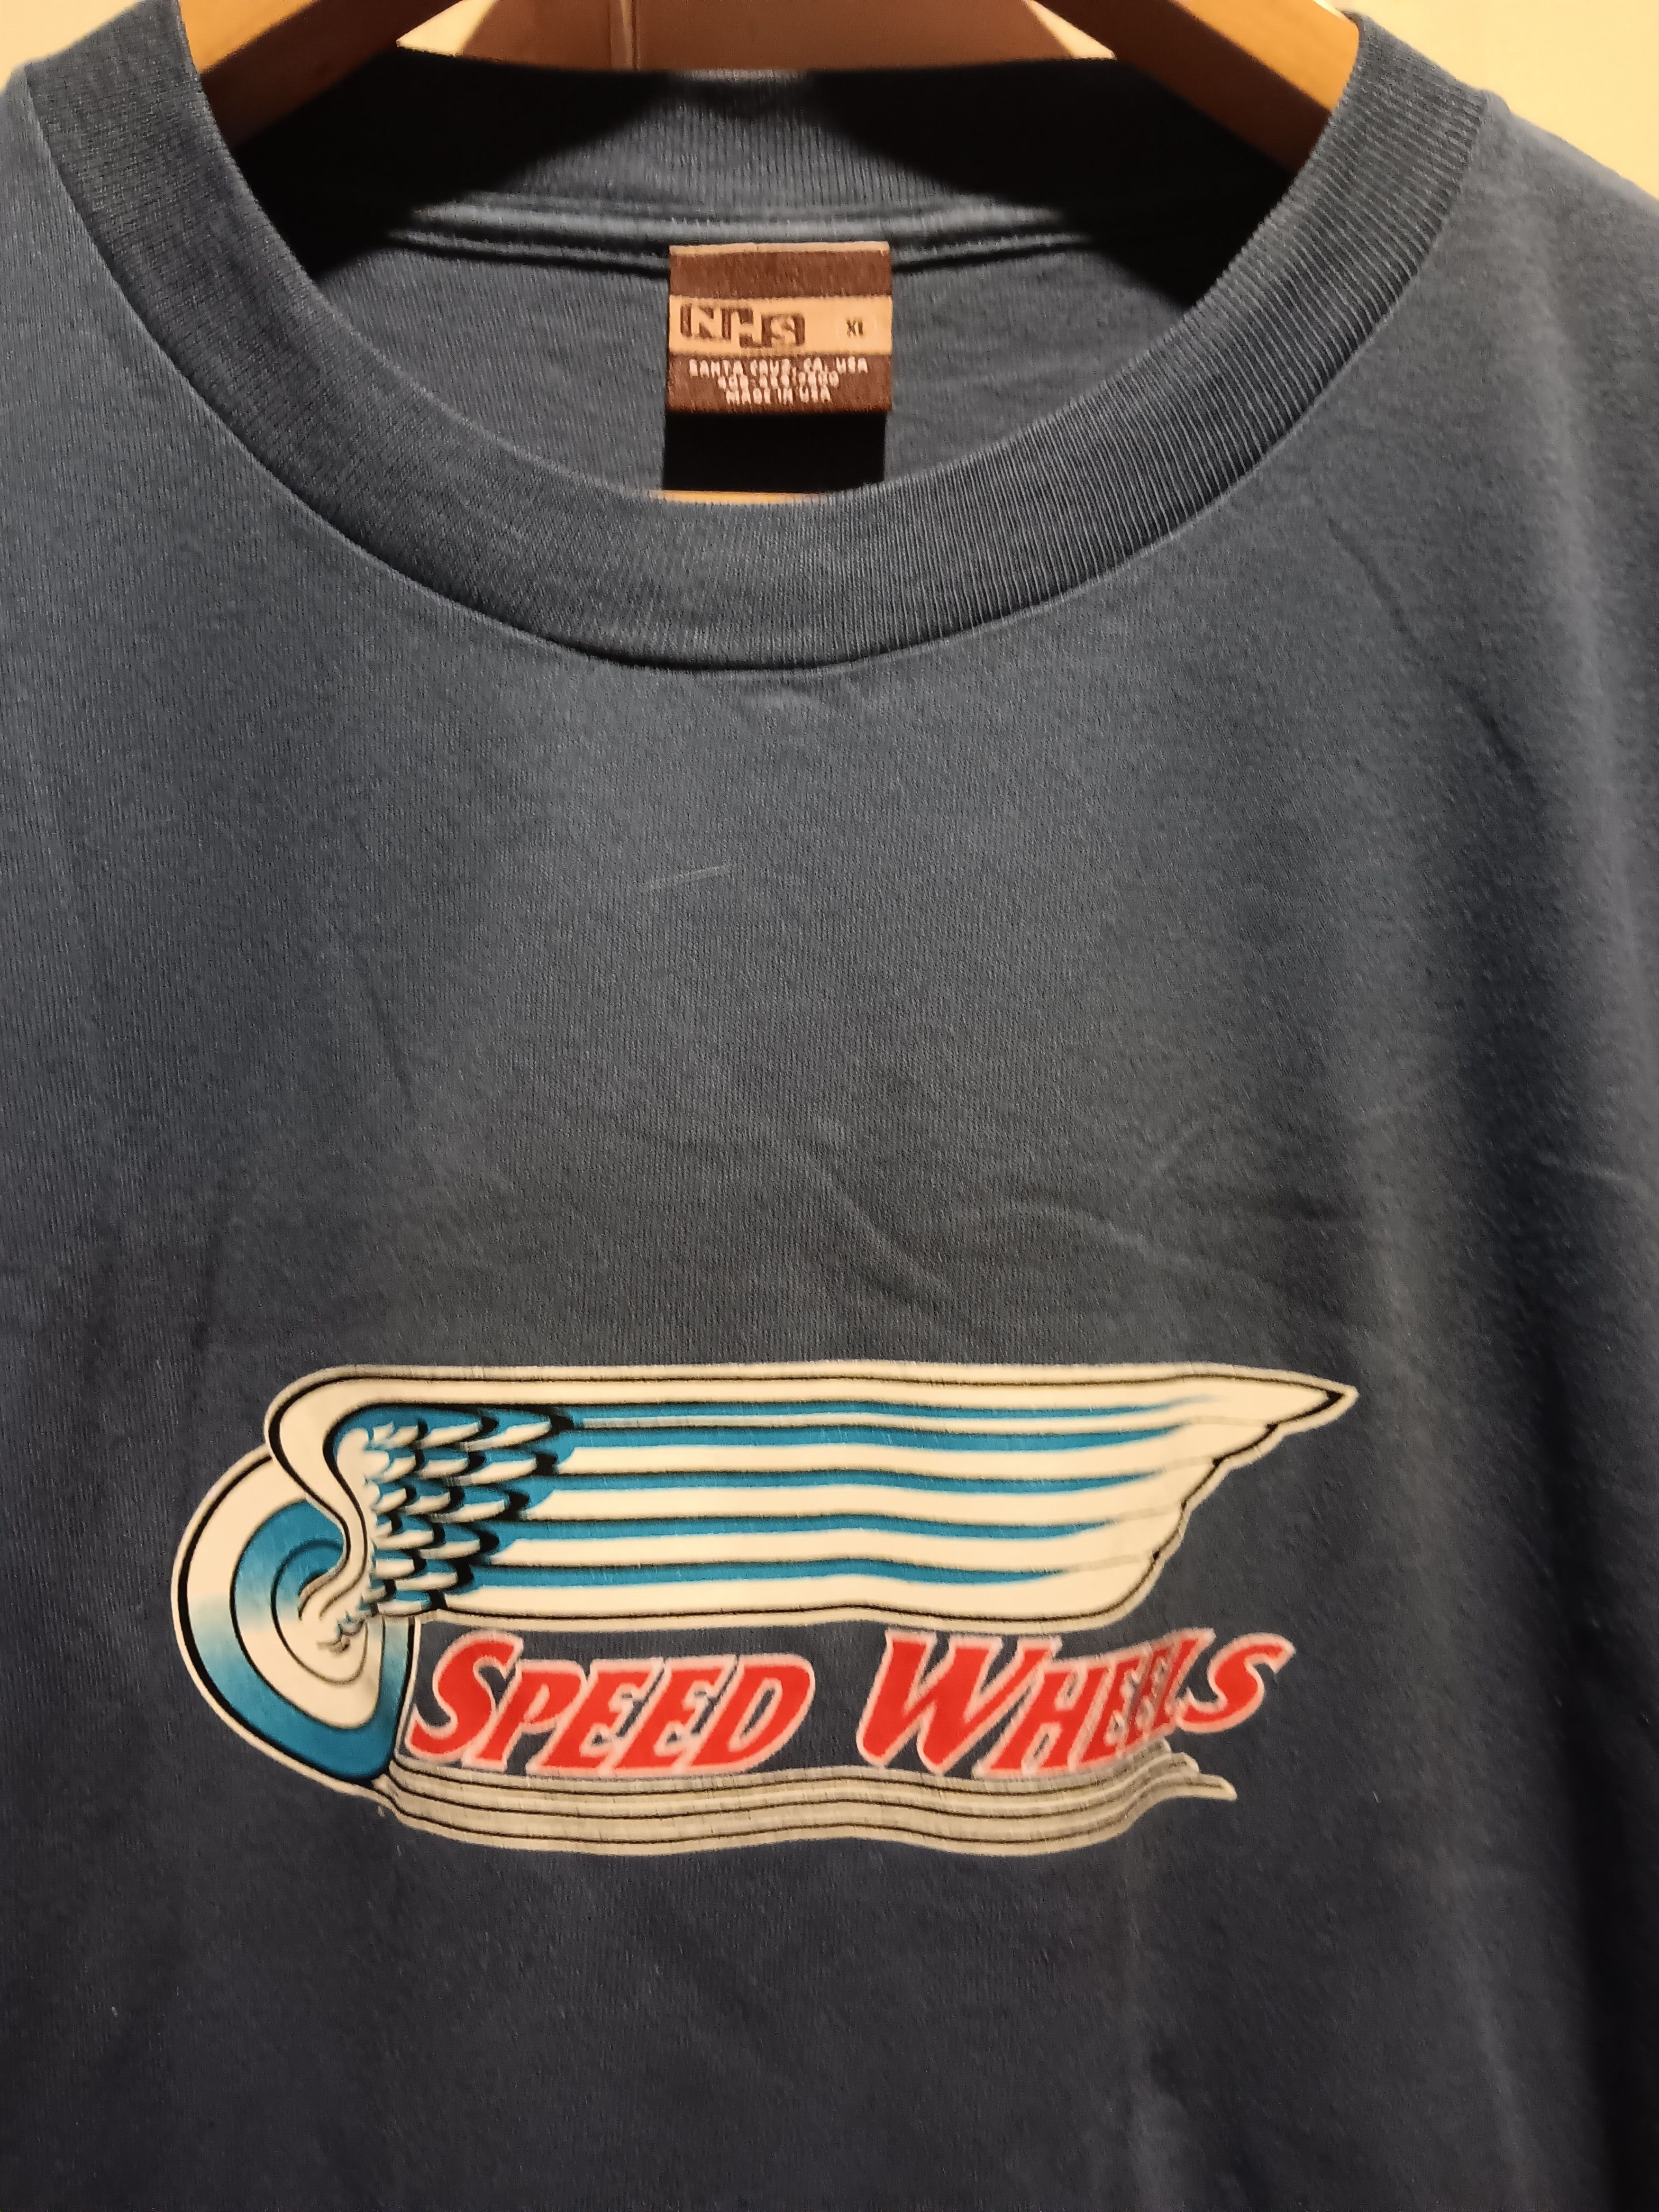 NHS XL
SANTA CRUZ, CA, USA
MADE IN USA
SPEED WHEELS